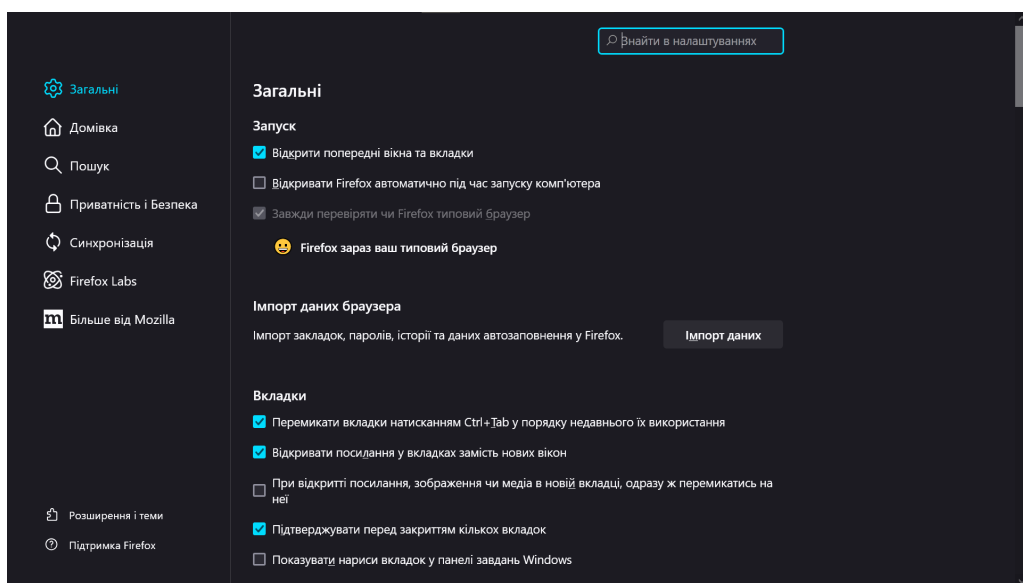 Знайти в налаштуваннях
Загальні
Домівка
Пошук
Приватність і Безпека
Синхронізація
Firefox Labs
m Більше від Mozilla
Розширення і теми
Підтримка Firefox
Загальні
Запуск
Відкрити попередні вікна та вкладки
Відкривати Firefox автоматично під час запуску комп'ютера
Завжди перевіряти чи Firefox типовий браузер
Firefox зараз ваш типовий браузер
Імпорт даних браузера
Імпорт закладок, паролів, історії та даних автозаповнення у Firefox.
Імпорт даних
Вкладки
Перемикати вкладки натисканням Ctrl+Tab у порядку недавнього їх використання
Відкривати посилання у вкладках замість нових вікон
При відкритті посилання, зображення чи медіа в новій вкладці, одразу ж перемикатись на
неї
Підтверджувати перед закриттям кількох вкладок
Показувати нариси вкладок у панелі завдань Windows